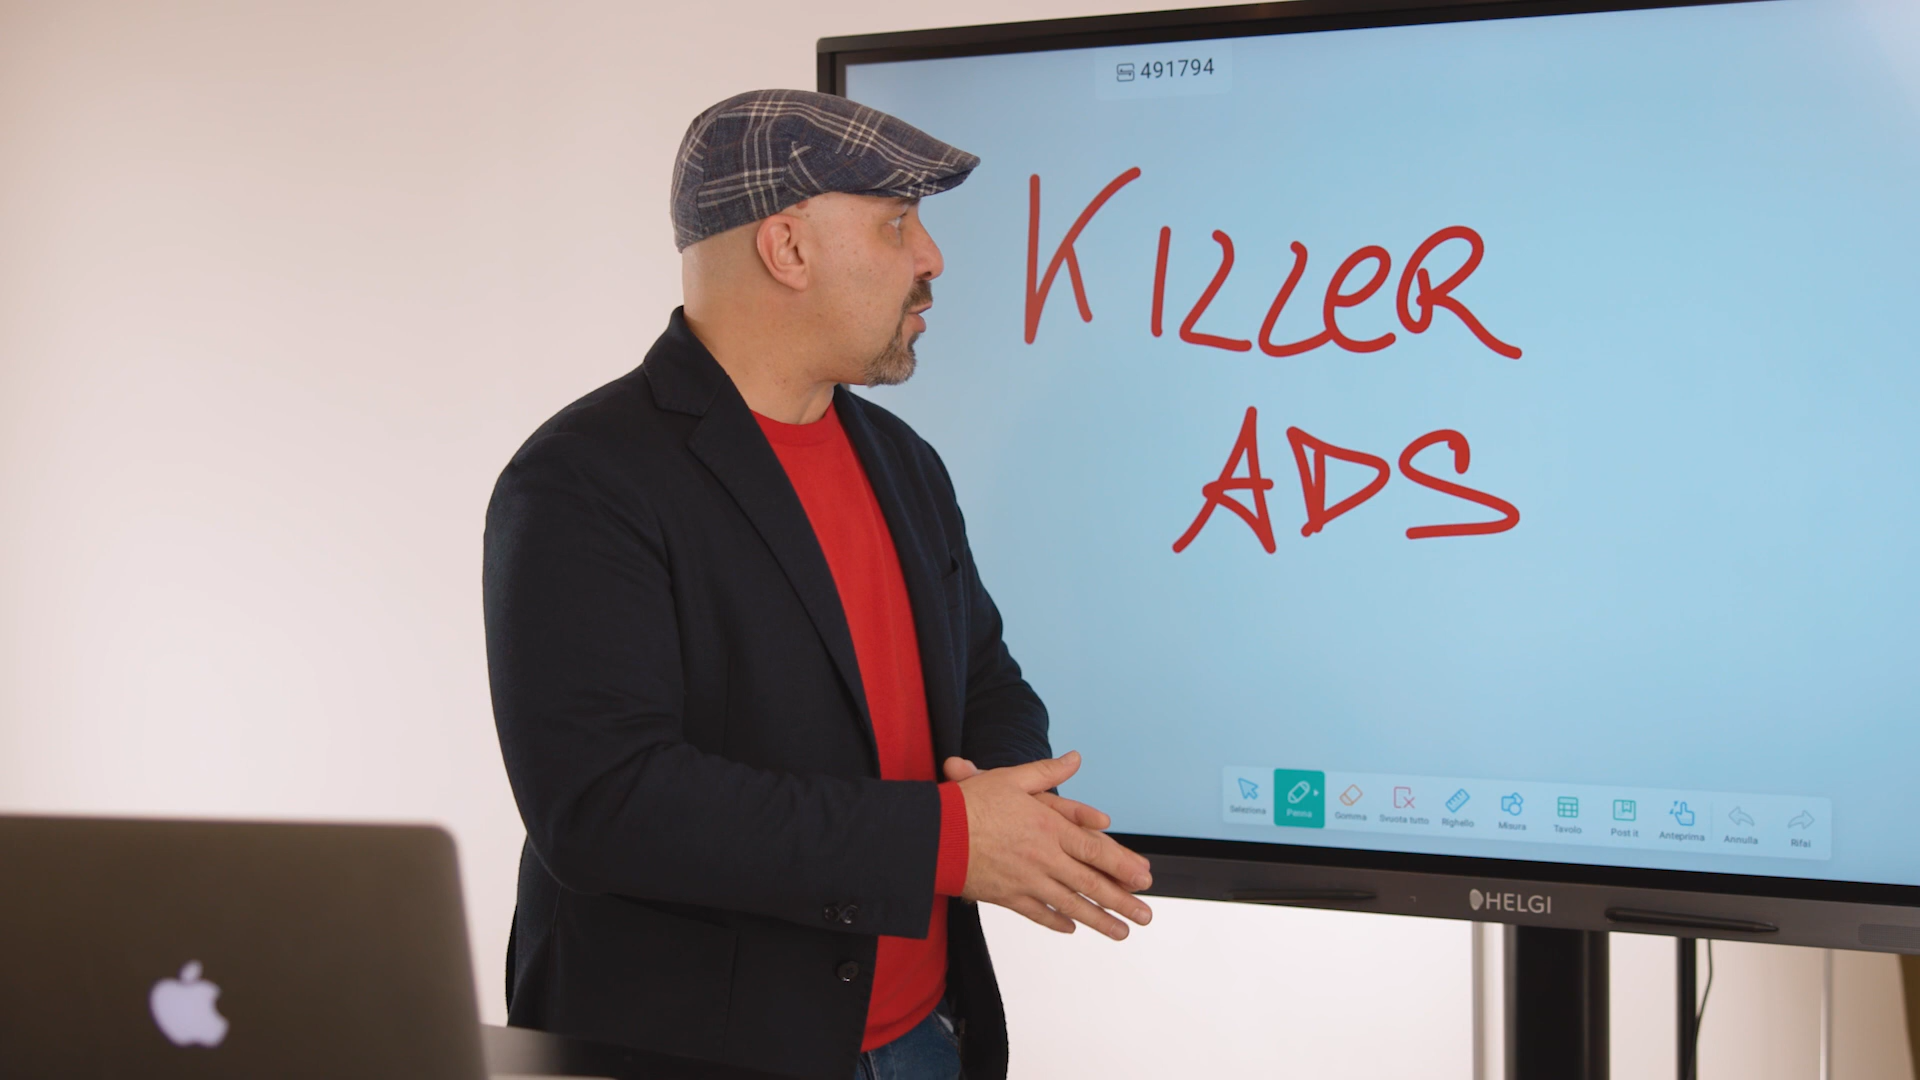 491794
KILLER
ADS
Seleziona Penna Gomma Svuota tutto Righello Misura Tavolo Post it Anteprima Annulla Rifai
HELGI